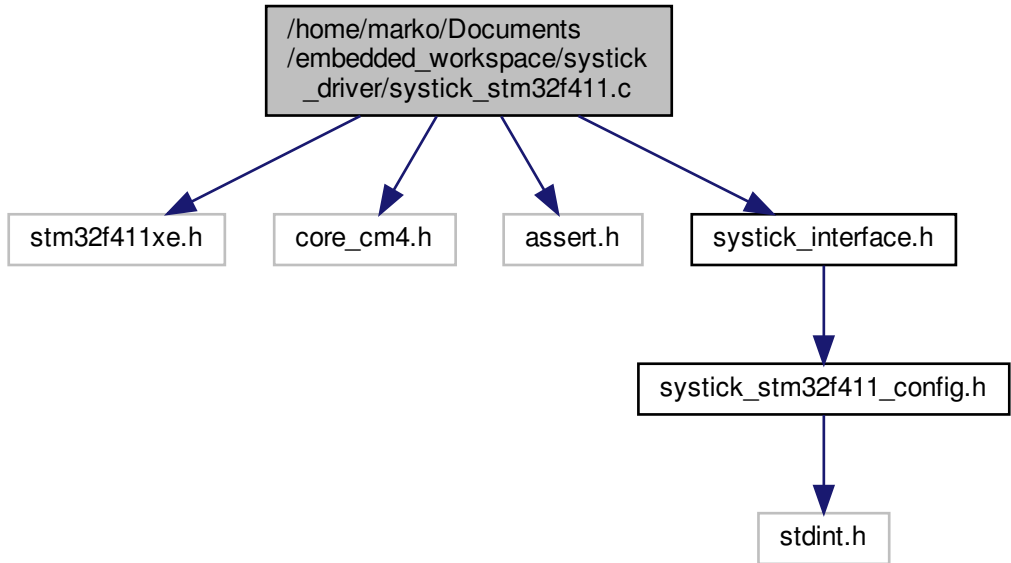 /home/marko/Documents
/embedded_workspace/systick
_driver/systick_stm32f411.c
stm32f411xe.h
core_cm4.h
assert.h
systick_interface.h
systick_stm32f411_config.h
stdint.h